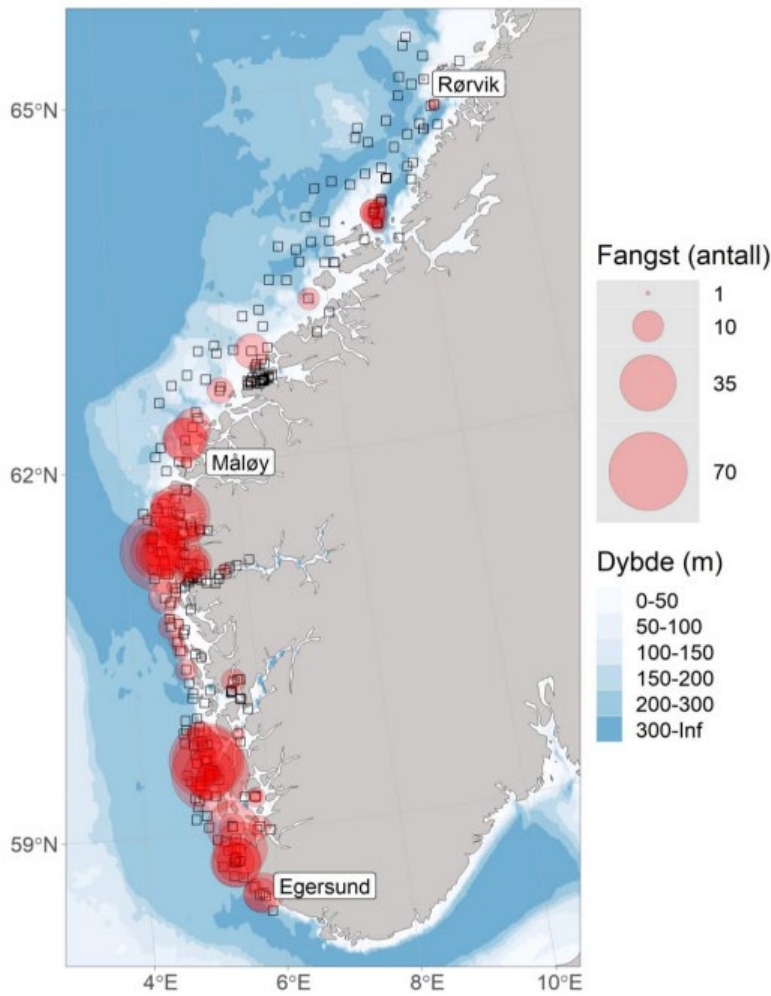 Rørvik
65°N
Måløy
62°N
59°N
Egersund
4°E
6°E
8°E
10°E
Fangst (antall)
1
10
35
70
Dybde (m)
0-50
50-100
100-150
150-200
200-300
300-Inf